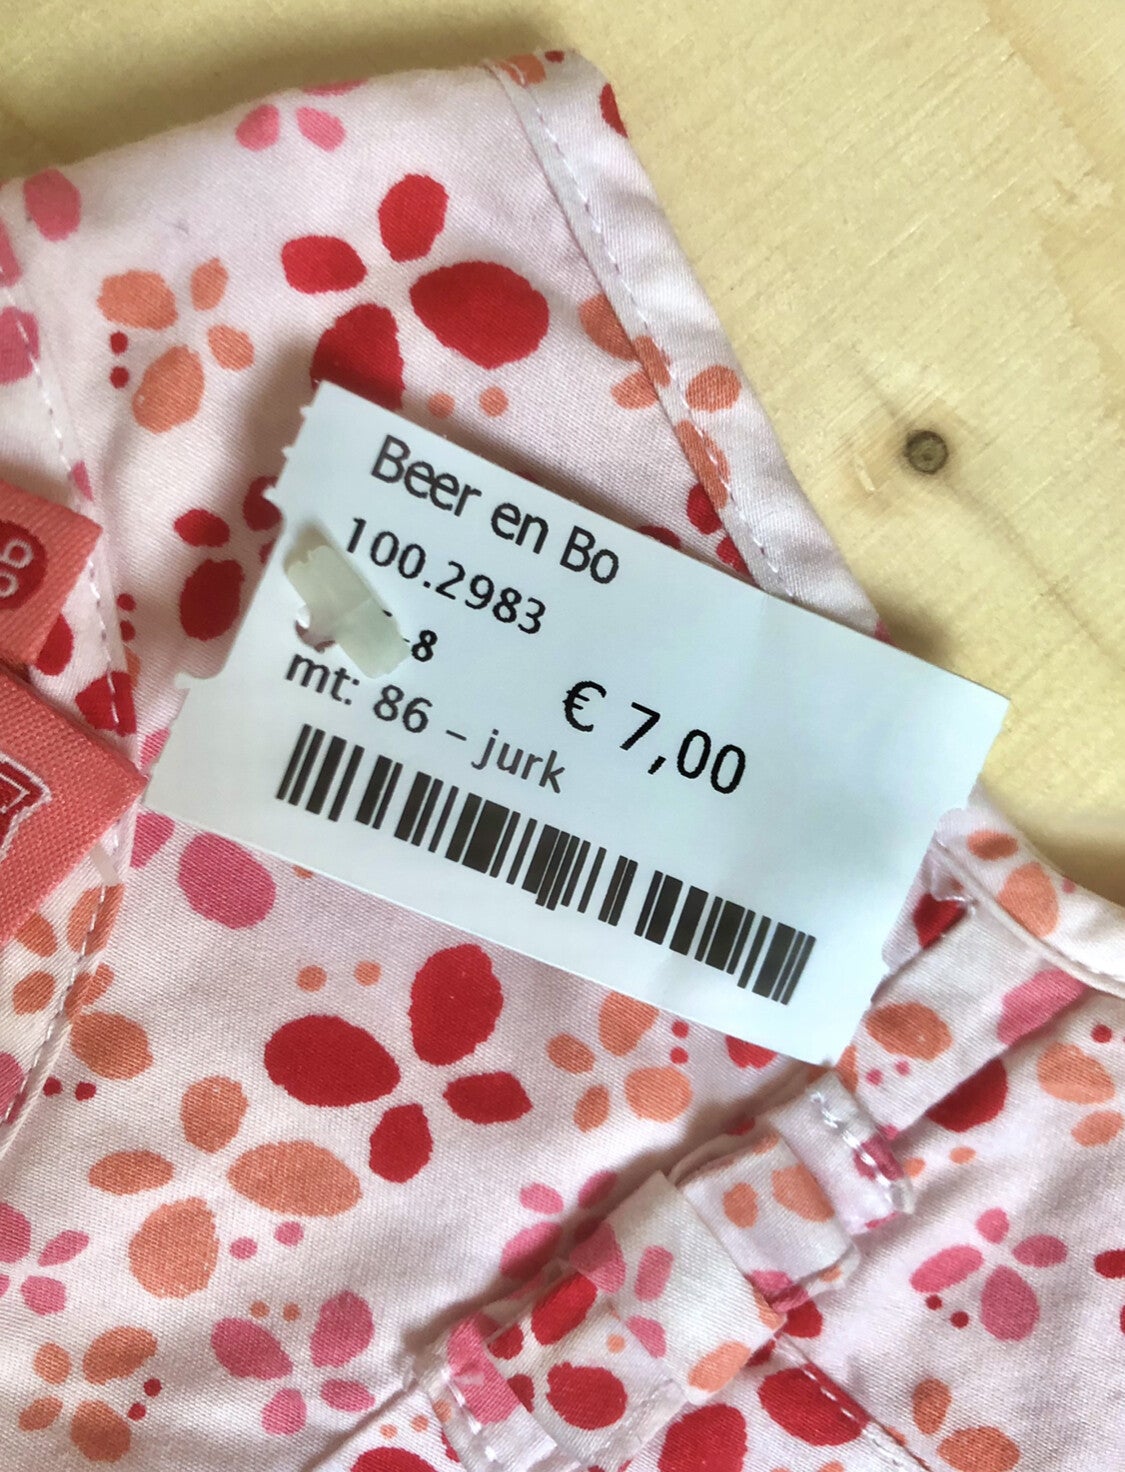 Beer en Bo
100.2983
-8
mt: 86 – jurk
€ 7,00